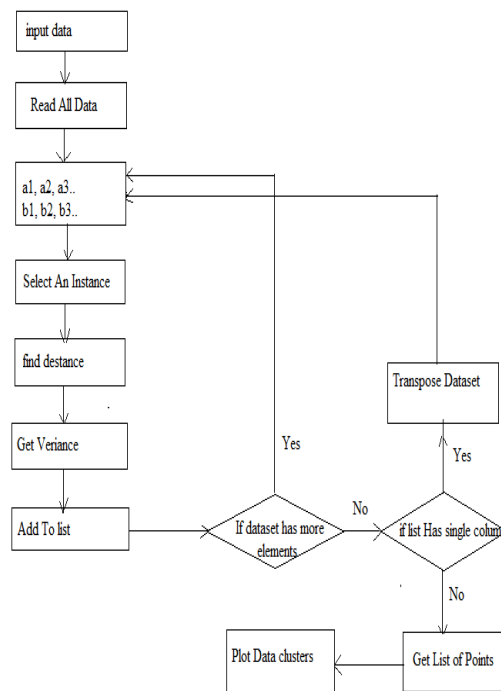 input data
Read All Data
a1, a2, a3..
b1, b2, b3..
Select An Instance
find destance
Get Veriance
Add To list
If dataset has more
elements
Yes
No
if list Has single colum
Yes
Transpose Dataset
No
Get List of Points
Plot Data clusters